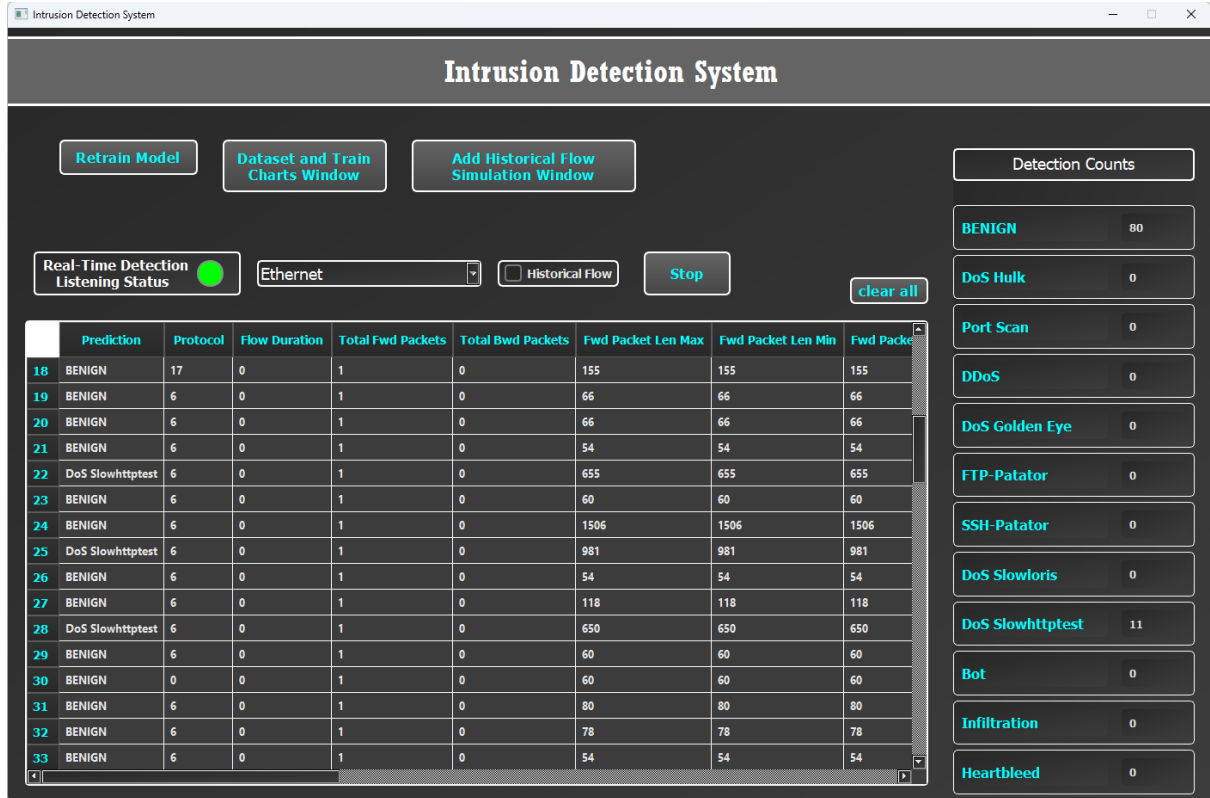 Intrusion Detection System
Intrusion Detection System
Retrain Model
Dataset and Train
Charts Window
Add Historical Flow
Simulation Window
Real-Time Detection
Listening Status
Ethernet
Historical Flow
Stop
clear all
Prediction Protocol Flow Duration Total Fwd Packets Total Bwd Packets Fwd Packet Len Max Fwd Packet Len Min Fwd Packe
18 BENIGN 17 0 1 0 155 155 155
19 BENIGN 6 0 1 0 66 66 66
20 BENIGN 6 0 1 0 66 66 66
21 BENIGN 6 0 1 0 54 54 54
22 DoS Slowhttptest 6 0 1 0 655 655 655
23 BENIGN 6 0 1 0 60 60 60
24 BENIGN 6 0 1 0 1506 1506 1506
25 DoS Slowhttptest 6 0 1 0 981 981 981
26 BENIGN 6 0 1 0 54 54 54
27 BENIGN 6 0 1 0 118 118 118
28 DoS Slowhttptest 6 0 1 0 650 650 650
29 BENIGN 6 0 1 0 60 60 60
30 BENIGN 0 0 1 0 60 60 60
31 BENIGN 6 0 1 0 80 80 80
32 BENIGN 6 0 1 0 78 78 78
33 BENIGN 6 0 1 0 54 54 54
Detection Counts
BENIGN 80
DoS Hulk 0
Port Scan 0
DDoS 0
DoS Golden Eye 0
FTP-Patator 0
SSH-Patator 0
DoS Slowloris 0
DoS Slowhttptest 11
Bot 0
Infiltration 0
Heartbleed 0